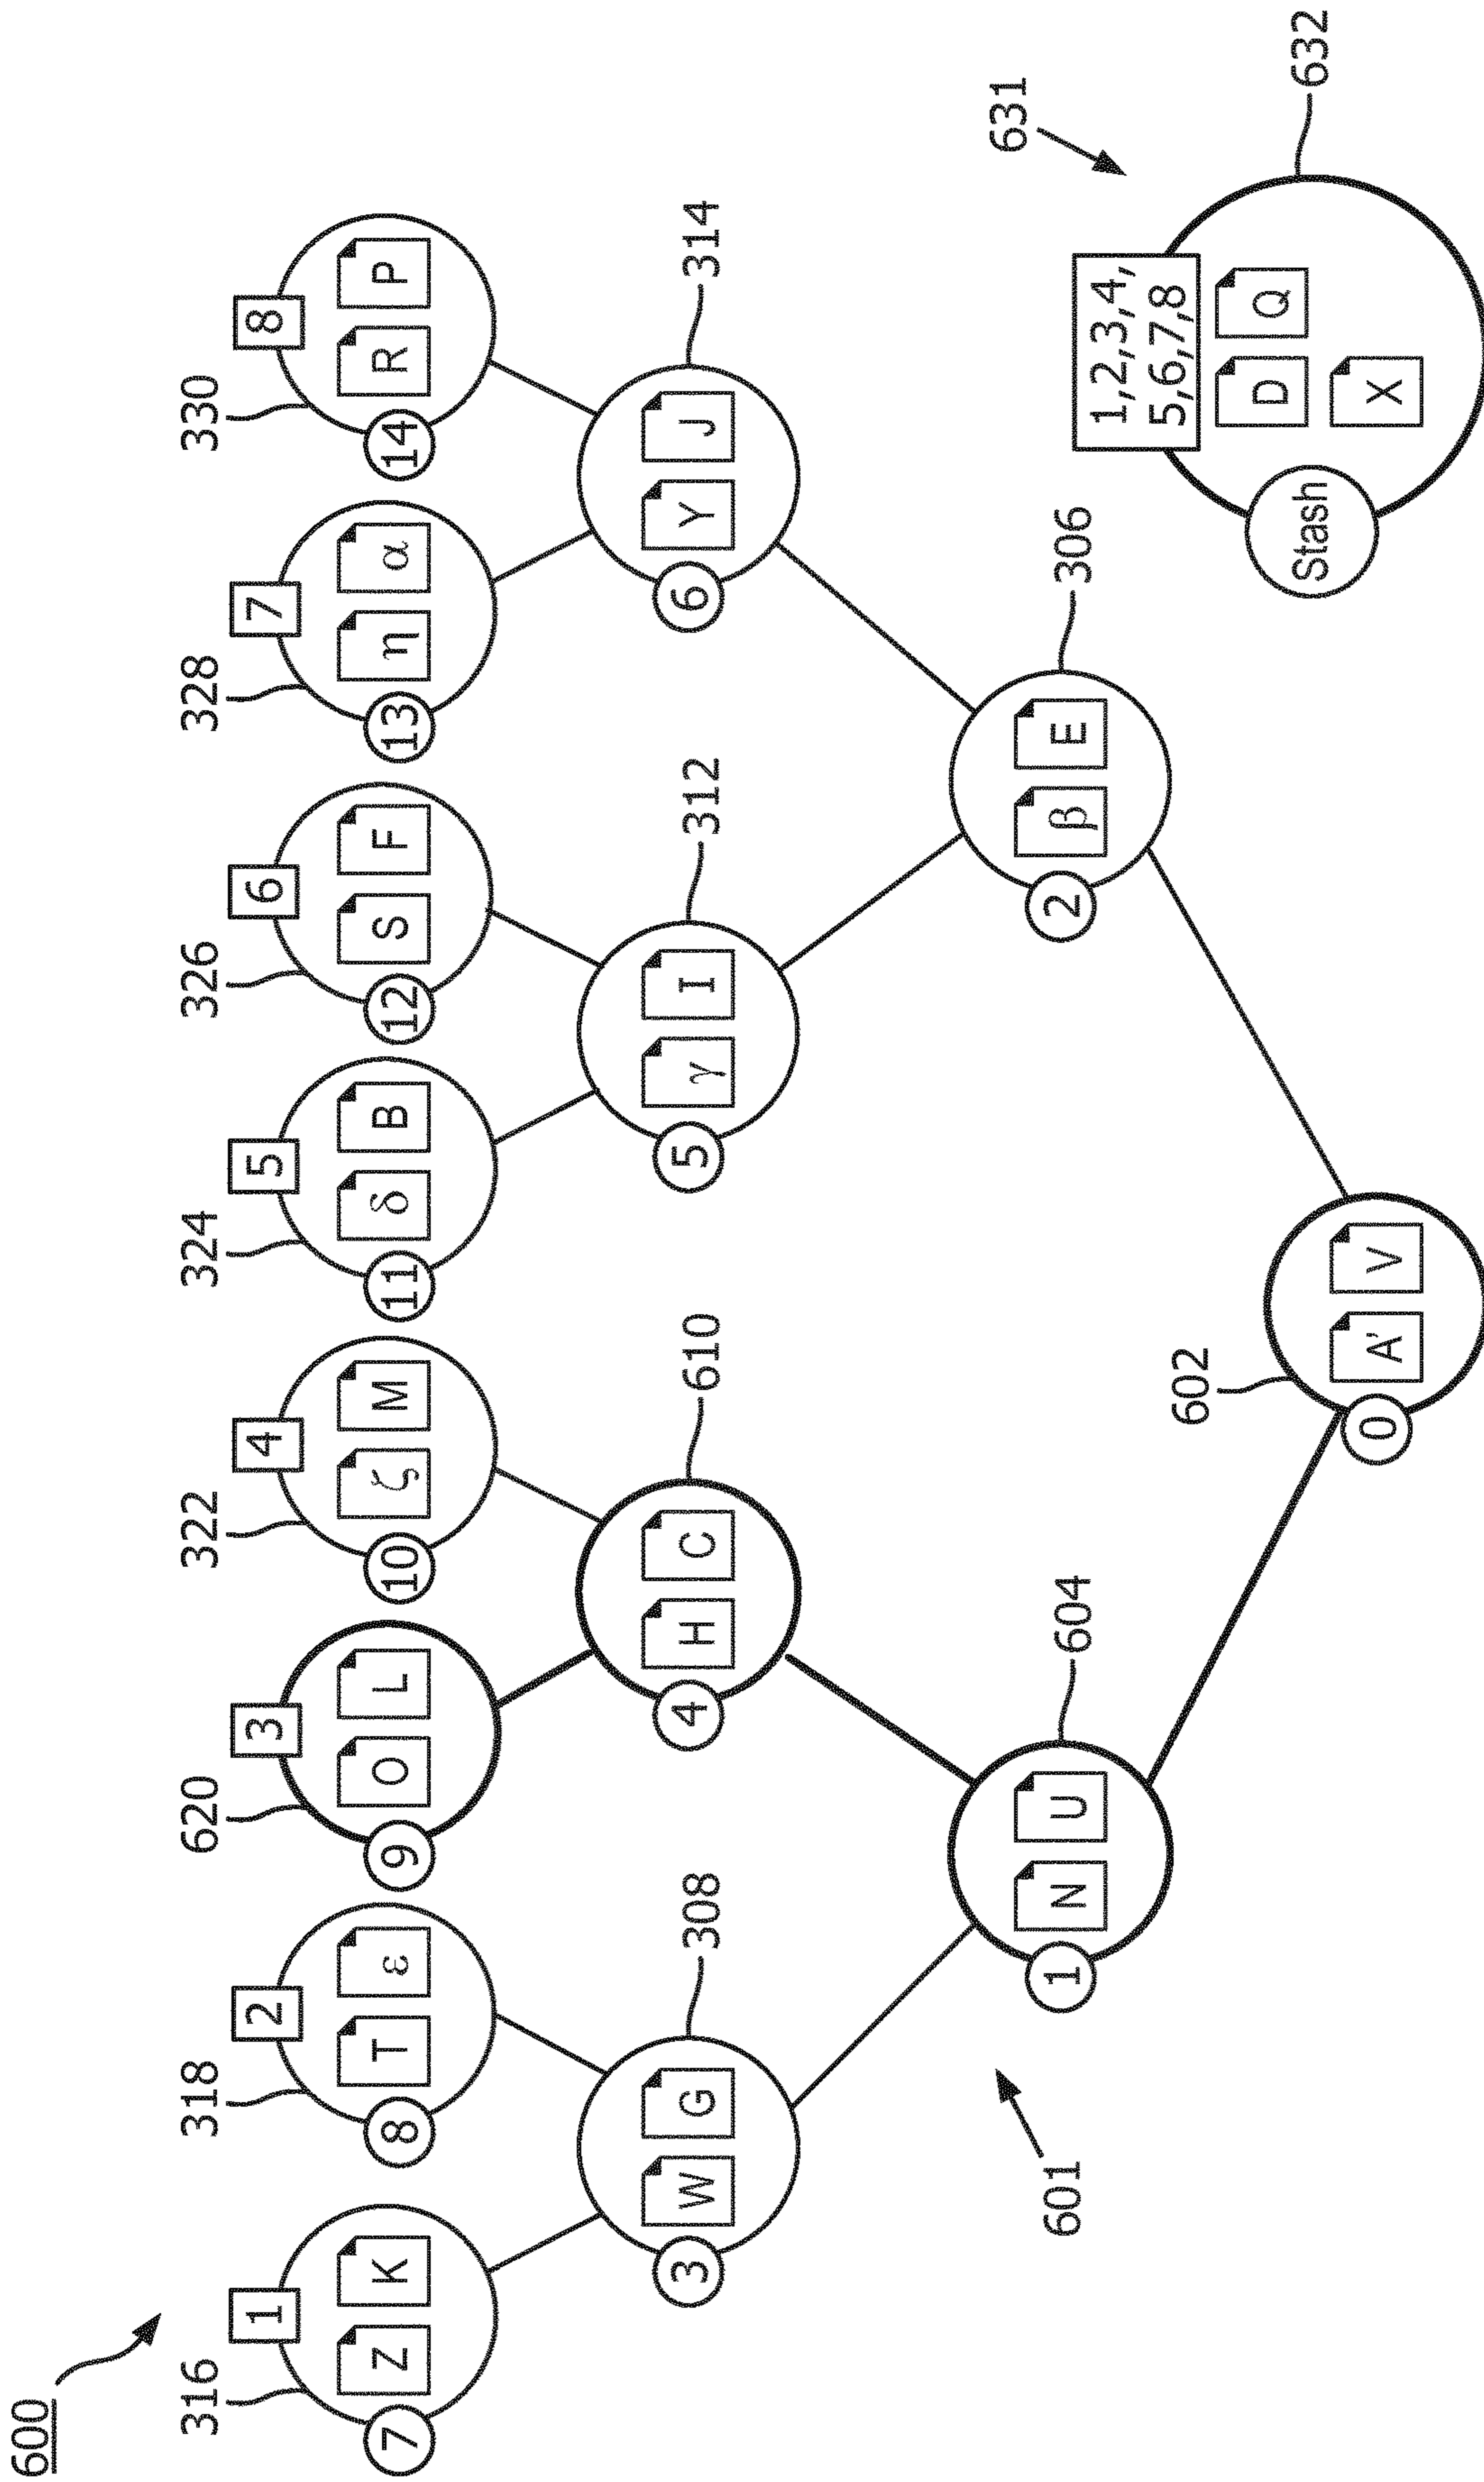 600
316 318 620 322 324 326 328 330
1 2 3 4 5 6 7 8
7 Z K 8 T ε 9 O L 10 ζ M 11 δ B 12 S F 13 η α 14 R P
3 W G 4 H C 5 γ I 6 Y J
308 610 312 314
601
1 N U 2 β E
604 306
631
602
1,2,3,4,
5,6,7,8
D Q
Stash
X
632
0 A' V